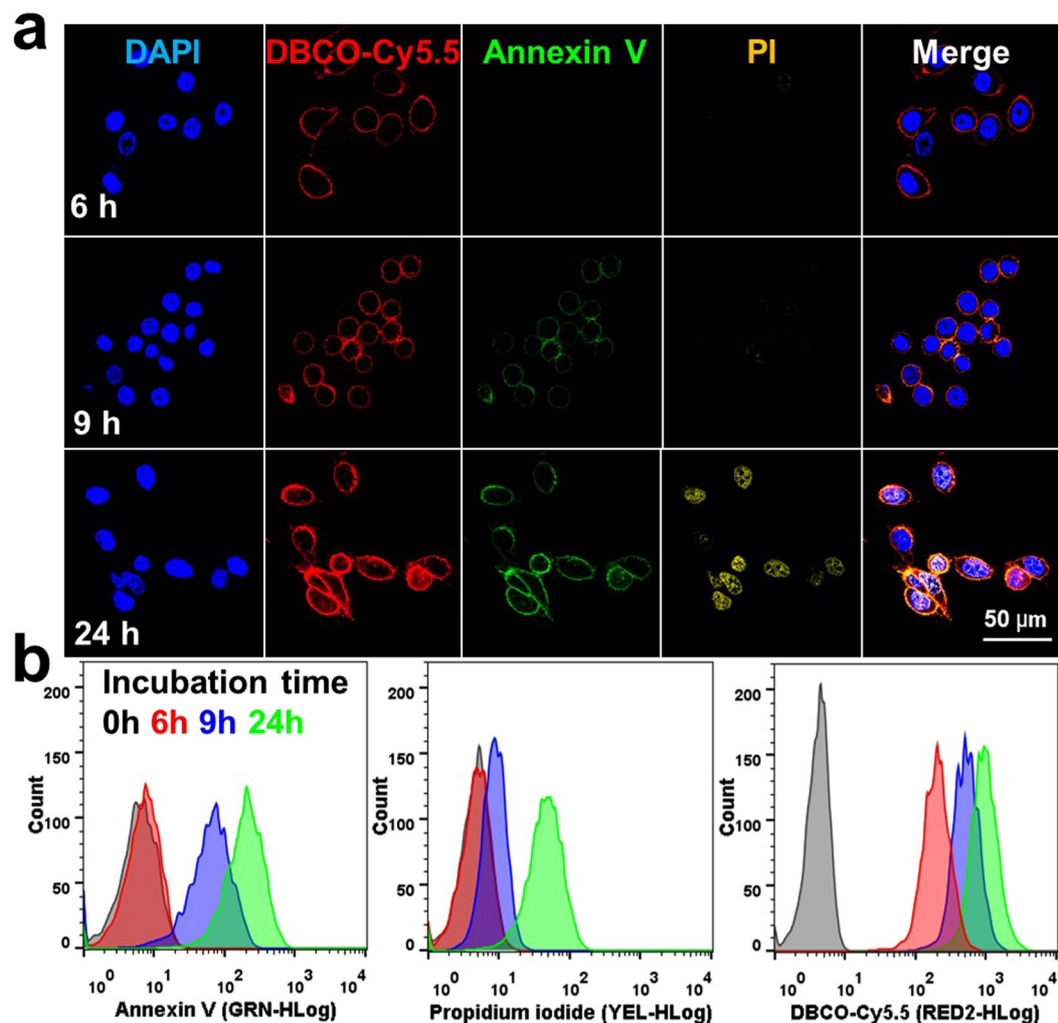 a
DAPI DBCO-Cy5.5 Annexin V PI Merge
6 h
9 h
24 h
50 µm
b
Incubation time
0h 6h 9h 24h
200
150
100
50
0
Count
10^0 10^1 10^2 10^3 10^4
Annexin V (GRN-HLog)
200
150
100
50
0
Count
10^0 10^1 10^2 10^3 10^4
Propidium iodide (YEL-HLog)
200
150
100
50
0
Count
10^0 10^1 10^2 10^3 10^4
DBCO-Cy5.5 (RED2-HLog)